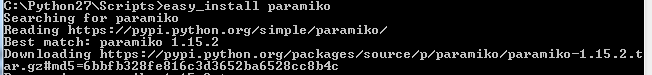 C:\Python27\Scripts>easy_install paramiko
Searching for paramiko
Reading https://pypi.python.org/simple/paramiko/
Best match: paramiko 1.15.2
Downloading https://pypi.python.org/packages/source/p/paramiko/paramiko-1.15.2.t
ar.gz#md5=6bbfb328fe816c3d3652ba6528cc8b4c